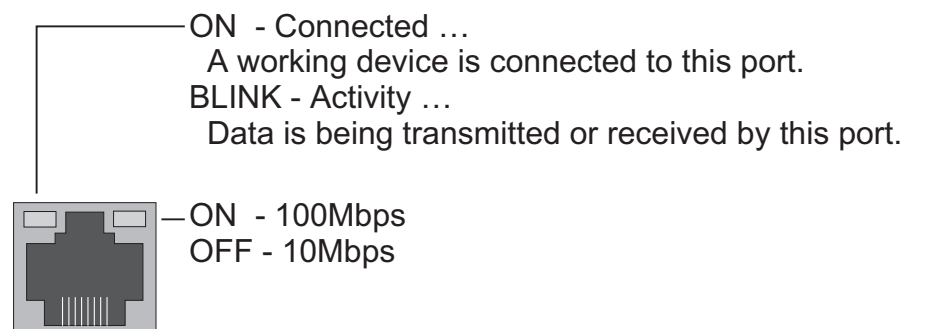 ON - Connected …
A working device is connected to this port.
BLINK - Activity …
Data is being transmitted or received by this port.
ON - 100Mbps
OFF - 10Mbps